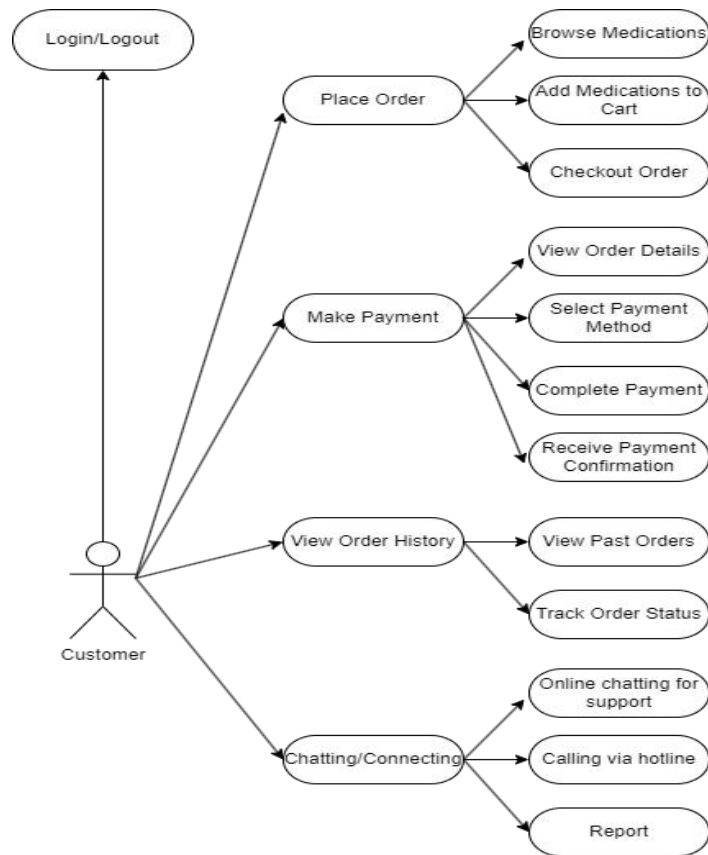 Login/Logout
Place Order
Browse Medications
Add Medications to
Cart
Checkout Order
Make Payment
View Order Details
Select Payment
Method
Complete Payment
Receive Payment
Confirmation
View Order History
View Past Orders
Track Order Status
Customer
Chatting/Connecting
Online chatting for
support
Calling via hotline
Report